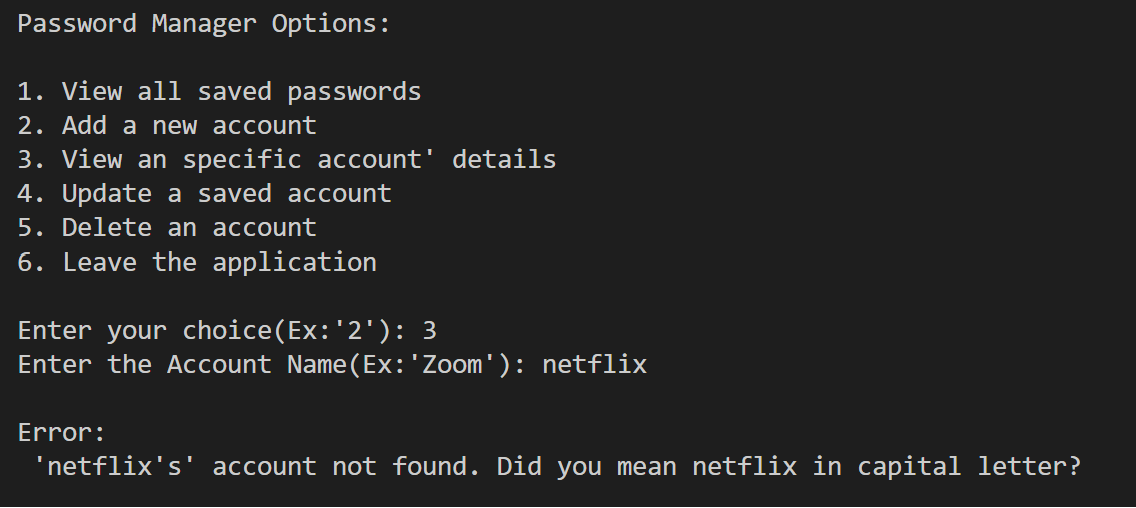 Password Manager Options:
1. View all saved passwords
2. Add a new account
3. View an specific account' details
4. Update a saved account
5. Delete an account
6. Leave the application
Enter your choice(Ex:'2'): 3
Enter the Account Name(Ex:'Zoom'): netflix
Error:
'netflix's' account not found. Did you mean netflix in capital letter?